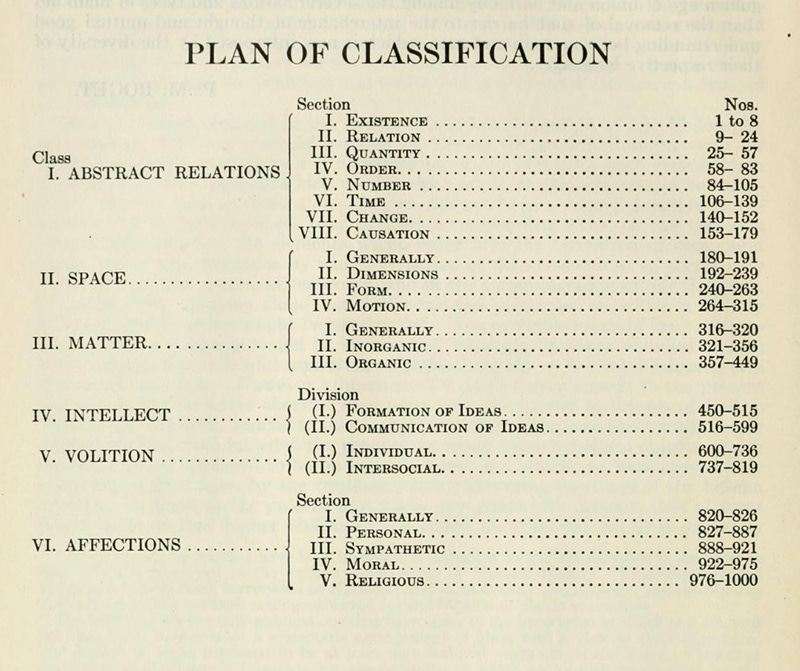 PLAN OF CLASSIFICATION
Section Nos.
I. EXISTENCE ................................ 1 to 8
II. RELATION ................................ 9– 24
III. QUANTITY ................................ 25– 57
Class
I. ABSTRACT RELATIONS
IV. ORDER................................ 58– 83
V. NUMBER ................................ 84–105
VI. TIME ................................ 106–139
VII. CHANGE................................ 140–152
VIII. CAUSATION ................................ 153–179
I. GENERALLY................................ 180–191
II. SPACE..................
II. DIMENSIONS ................................ 192–239
III. FORM................................ 240–263
IV. MOTION................................ 264–315
I. GENERALLY................................ 316–320
III. MATTER..................
II. INORGANIC................................ 321–356
III. ORGANIC ................................ 357–449
Division
IV. INTELLECT ............
(I.) FORMATION OF IDEAS...................... 450–515
(II.) COMMUNICATION OF IDEAS.................. 516–599
V. VOLITION ..............
(I.) INDIVIDUAL................................ 600–736
(II.) INTERSOCIAL................................ 737–819
Section
I. GENERALLY................................ 820–826
II. PERSONAL................................ 827–887
VI. AFFECTIONS ...........
III. SYMPATHETIC ............................ 888–921
IV. MORAL................................ 922–975
V. RELIGIOUS................................ 976–1000